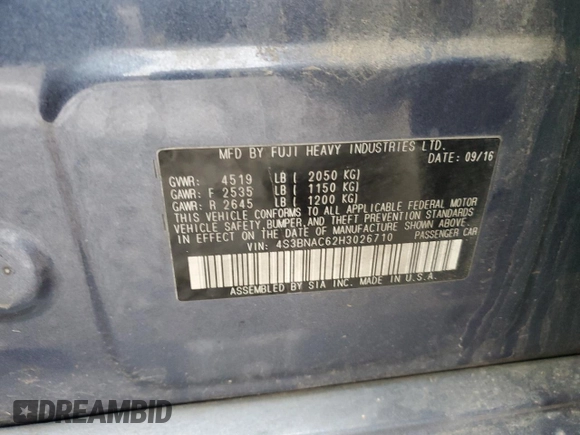 MFD BY FUJI HEAVY INDUSTRIES LTD.
DATE: 09/16
GVWR: 4519 LB ( 2050 KG)
GAWR: F 2535 LB ( 1150 KG)
GAWR: R 2645 LB ( 1200 KG)
THIS VEHICLE CONFORMS TO ALL APPLICABLE FEDERAL MOTOR
VEHICLE SAFETY, BUMPER, AND THEFT PREVENTION STANDARDS
IN EFFECT ON THE DATE OF MANUFACTURE SHOWN ABOVE.
VIN: 4S3BNAC62H3026710 PASSENGER CAR
ASSEMBLED BY SIA INC. MADE IN U.S.A.
DREAMBID